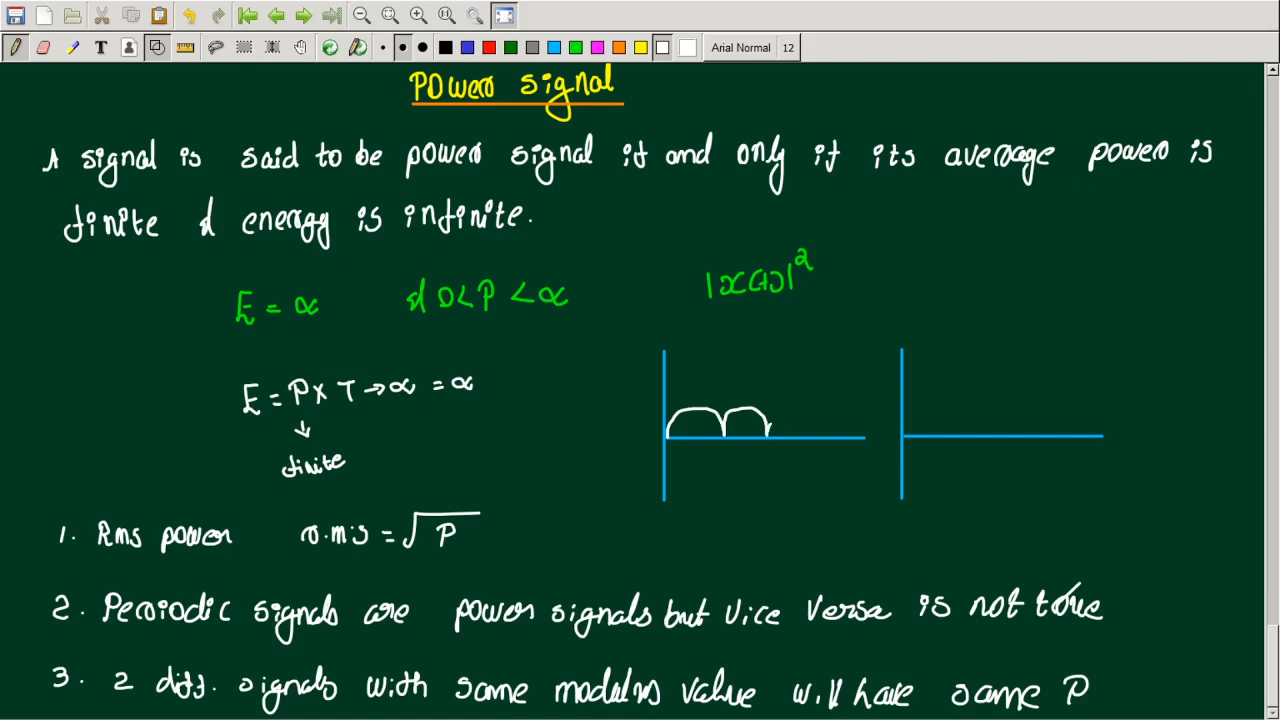 Arial Normal 12
Power signal
A signal is said to be power signal if and only if its average power is
finite & energy is infinite.
E = ∝ & 0 < P < ∝ |x(t)|²
E = P x T → ∝ = ∝
↓
finite
1. Rms power r.m.s = √P
2. Periodic signals are power signals but vice versa is not true
3. 2 diff. signals with same modulus value will have same P